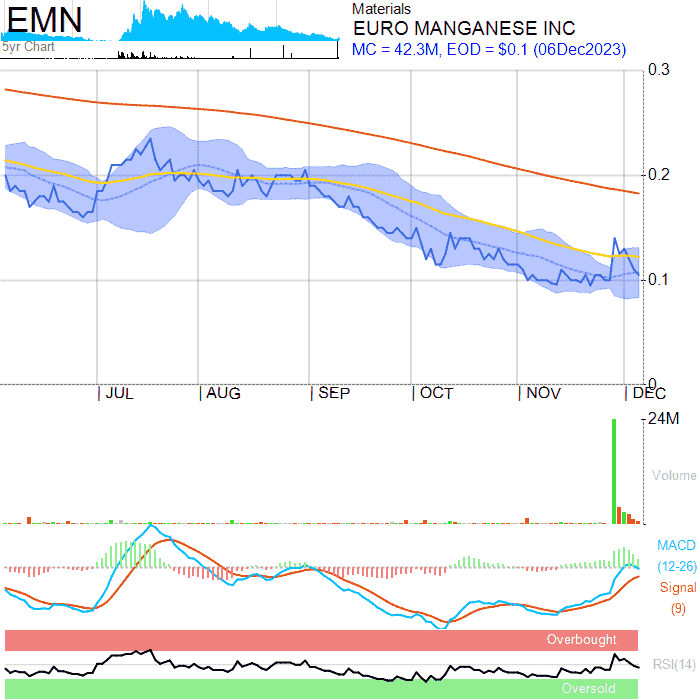 EMN
5yr Chart
Materials
EURO MANGANESE INC
MC = 42.3M, EOD = $0.1 (06Dec2023)
0.3
0.2
0.1
0
JUL
AUG
SEP
OCT
NOV
DEC
24M
Volume
MACD
(12-26)
Signal
(9)
Overbought
RSI(14)
Oversold